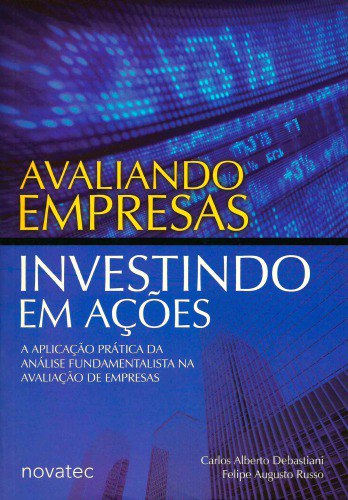 AVALIANDO
EMPRESAS
INVESTINDO
EM AÇÕES
A APLICAÇÃO PRÁTICA DA
ANÁLISE FUNDAMENTALISTA NA
AVALIAÇÃO DE EMPRESAS
Carlos Alberto Debastiani
Felipe Augusto Russo
novatec